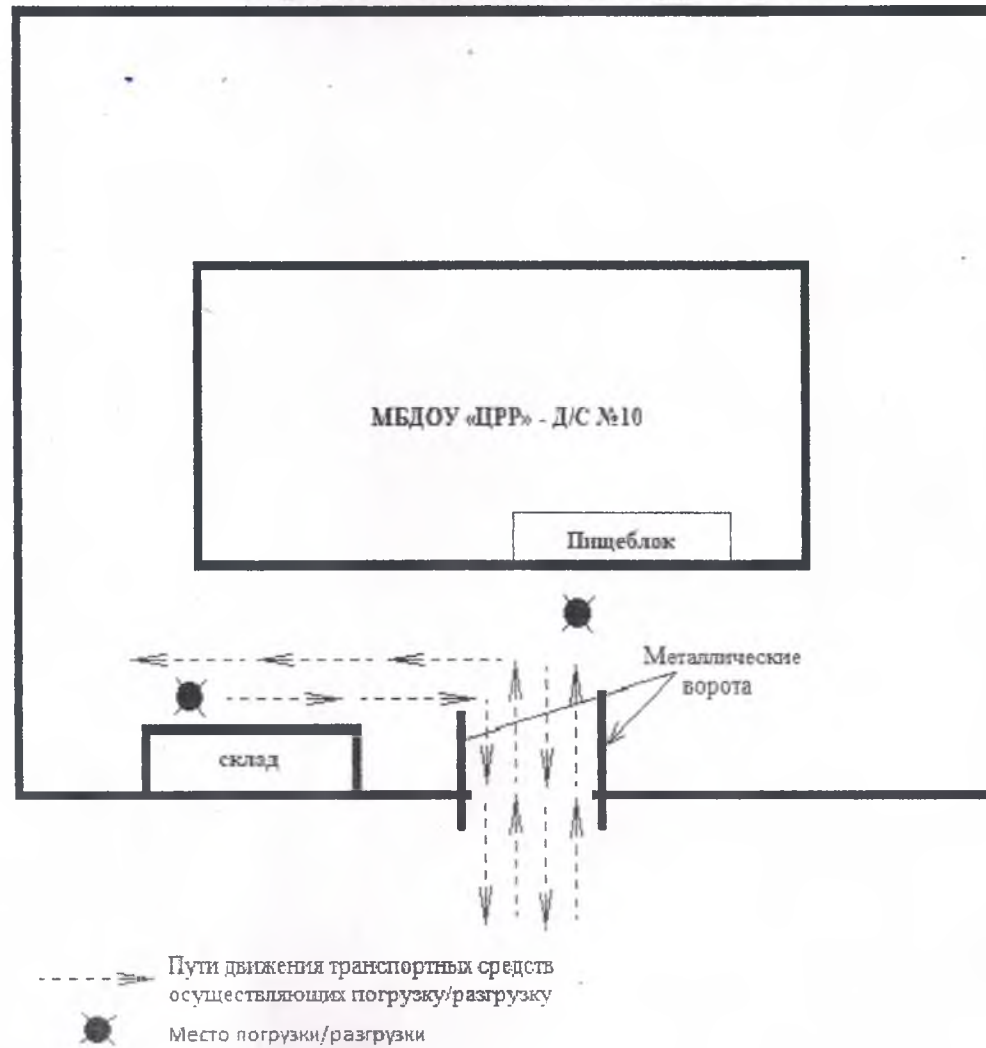 МБДОУ «ЦРР» - Д/С №10
Пищеблок
Металлические
ворота
склад
Пути движения транспортных средств
осуществляющих погрузку/разгрузку
Место погрузки/разгрузки